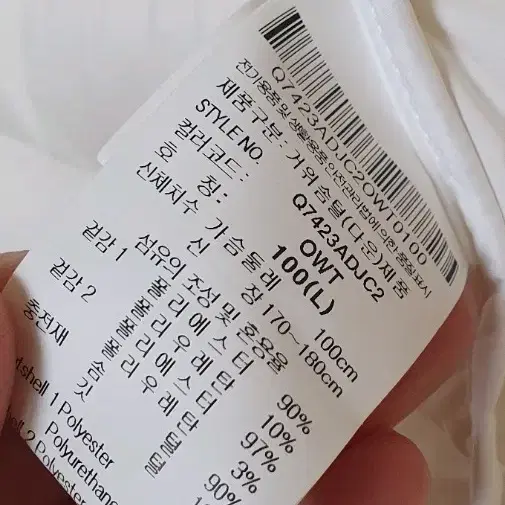 Q7423ADJC2OWT0100
전기용품 및 생활용품 안전관리법에 의한 품질표시
제품구분 : 거위솜털(다운)제품
STYLE NO. Q7423ADJC2
컬러코드 : OWT
호 칭 : 100(L)
신체치수 가슴둘레 100cm
신 장 170~180cm
섬유의 조성 및 혼용율
겉감 1 폴리에스터 90%
폴리우레탄 10%
겉감 2 폴리에스터 97%
폴리우레탄 3%
충전재 솜털 90%
깃털
shell 1 Polyester
Polyurethane
2 Polyester